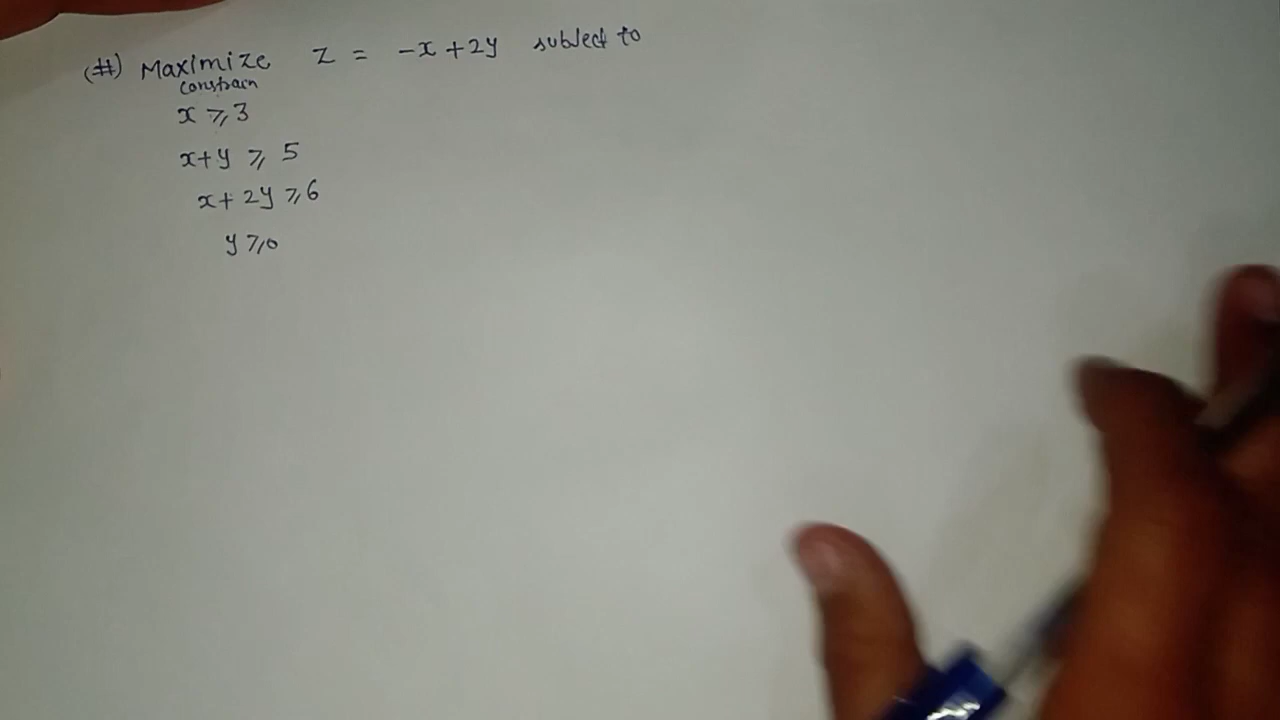 (#) Maximize Z = -x + 2y subject to
constrain
x ⩾ 3
x+y ⩾ 5
x + 2y ⩾ 6
y ⩾ 0